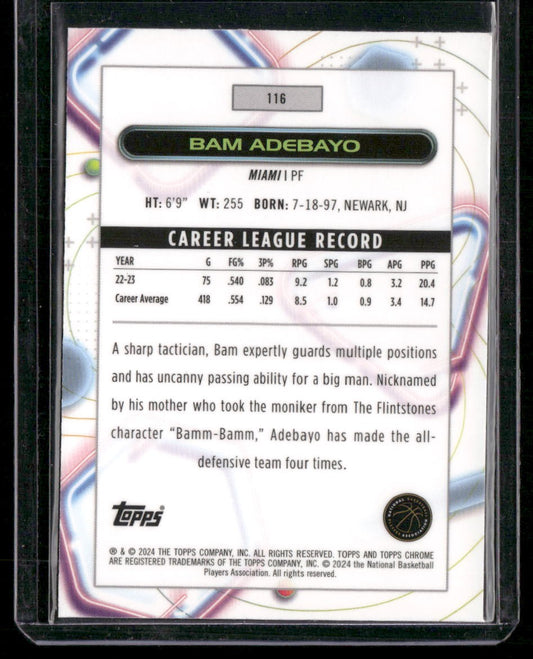 116
BAM ADEBAYO
MIAMI | PF
HT: 6'9" WT: 255 BORN: 7-18-97, NEWARK, NJ
CAREER LEAGUE RECORD
YEAR G FG% 3P% RPG SPG BPG APG PPG
22-23 75 .540 .083 9.2 1.2 0.8 3.2 20.4
Career Average 418 .554 .129 8.5 1.0 0.9 3.4 14.7
A sharp tactician, Bam expertly guards multiple positions
and has uncanny passing ability for a big man. Nicknamed
by his mother who took the moniker from The Flintstones
character “Bamm-Bamm,” Adebayo has made the all-
defensive team four times.
topps
NATIONAL BASKETBALL PLAYERS ASSOCIATION
® & © 2024 THE TOPPS COMPANY, INC. ALL RIGHTS RESERVED. TOPPS AND TOPPS CHROME
ARE REGISTERED TRADEMARKS OF THE TOPPS COMPANY, INC. © 2024 the National Basketball
Players Association. All rights reserved.